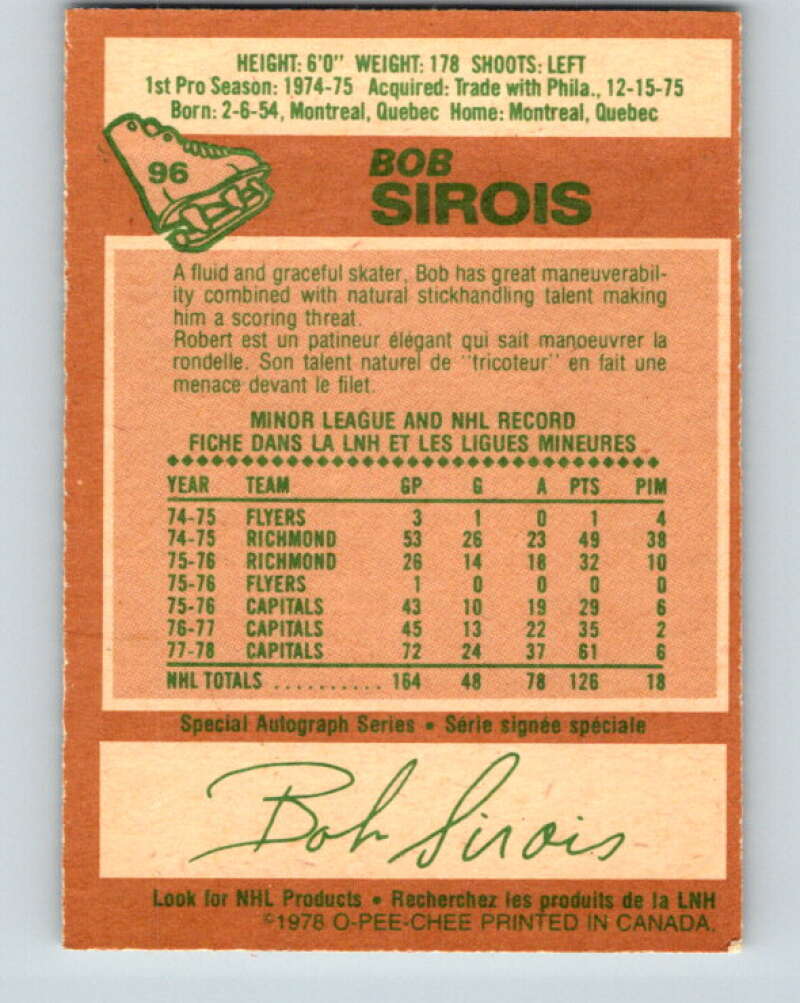 HEIGHT: 6'0" WEIGHT: 178 SHOOTS: LEFT
1st Pro Season: 1974-75 Acquired: Trade with Phila., 12-15-75
Born: 2-6-54, Montreal, Quebec Home: Montreal, Quebec
96
BOB
SIROIS
A fluid and graceful skater, Bob has great maneuverabil-
ity combined with natural stickhandling talent making
him a scoring threat.
Robert est un patineur élégant qui sait manoeuvrer la
rondelle. Son talent naturel de "tricoteur" en fait une
menace devant le filet.
MINOR LEAGUE AND NHL RECORD
FICHE DANS LA LNH ET LES LIGUES MINEURES
YEAR TEAM GP G A PTS PIM
74-75 FLYERS 3 1 0 1 4
74-75 RICHMOND 53 26 23 49 38
75-76 RICHMOND 26 14 18 32 10
75-76 FLYERS 1 0 0 0 0
75-76 CAPITALS 43 10 19 29 6
76-77 CAPITALS 45 13 22 35 2
77-78 CAPITALS 72 24 37 61 6
NHL TOTALS .......... 164 48 78 126 18
Special Autograph Series • Série signée spéciale
Bob Sirois
Look for NHL Products • Recherchez les produits de la LNH
©1978 O-PEE-CHEE PRINTED IN CANADA.